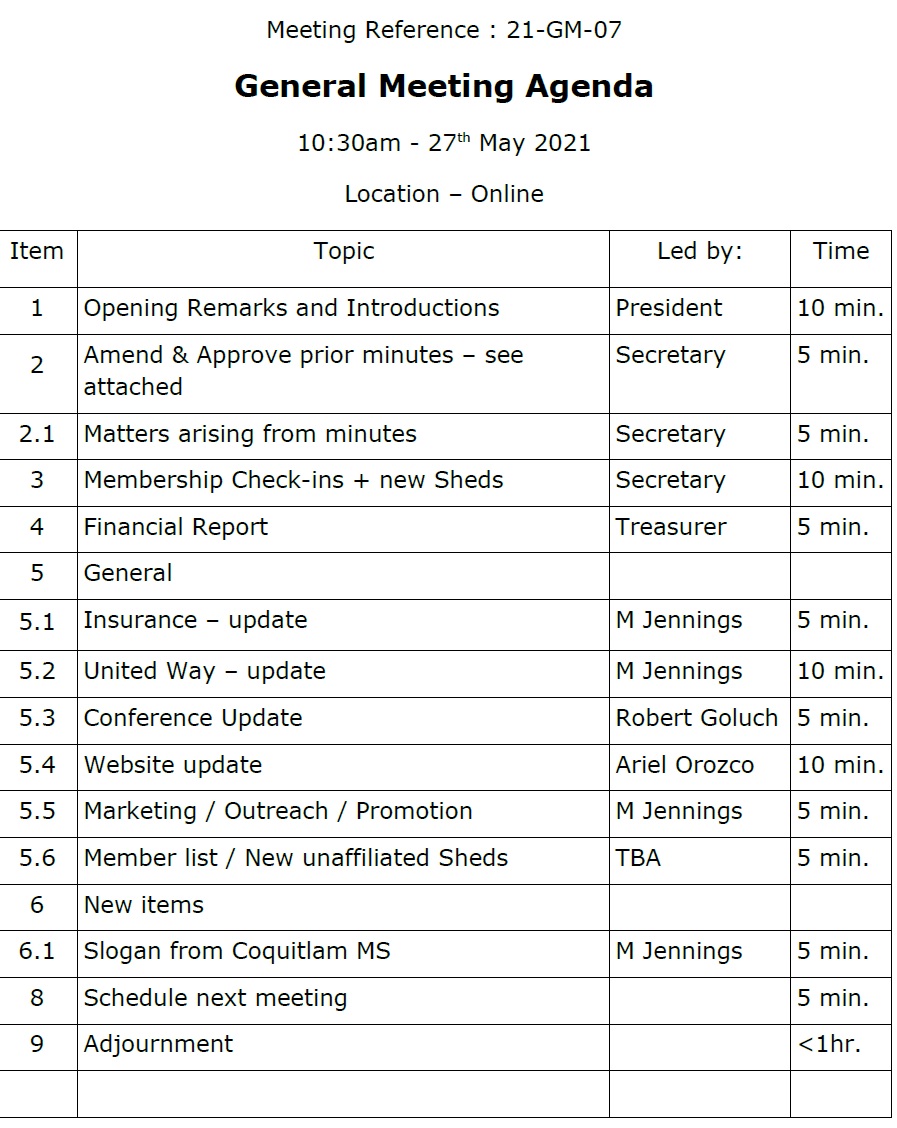 Meeting Reference : 21-GM-07
General Meeting Agenda
10:30am - 27th May 2021
Location – Online
Item Topic Led by: Time
1 Opening Remarks and Introductions President 10 min.
2 Amend & Approve prior minutes – see Secretary 5 min.
attached
2.1 Matters arising from minutes Secretary 5 min.
3 Membership Check-ins + new Sheds Secretary 10 min.
4 Financial Report Treasurer 5 min.
5 General
5.1 Insurance – update M Jennings 5 min.
5.2 United Way – update M Jennings 10 min.
5.3 Conference Update Robert Goluch 5 min.
5.4 Website update Ariel Orozco 10 min.
5.5 Marketing / Outreach / Promotion M Jennings 5 min.
5.6 Member list / New unaffiliated Sheds TBA 5 min.
6 New items
6.1 Slogan from Coquitlam MS M Jennings 5 min.
8 Schedule next meeting 5 min.
9 Adjournment <1hr.